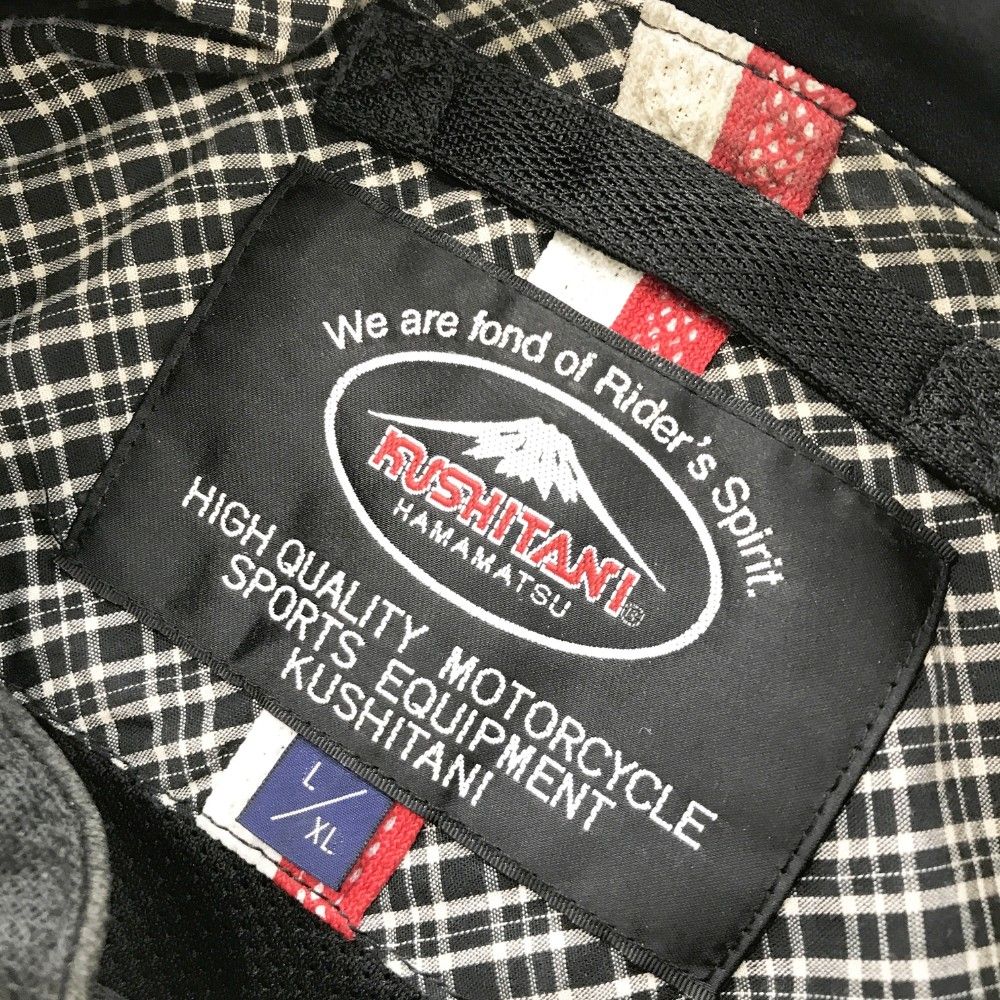 We are fond of Rider's Spirit.
KUSHITANI®
HAMAMATSU
HIGH QUALITY MOTORCYCLE
SPORTS EQUIPMENT
KUSHITANI
L/XL